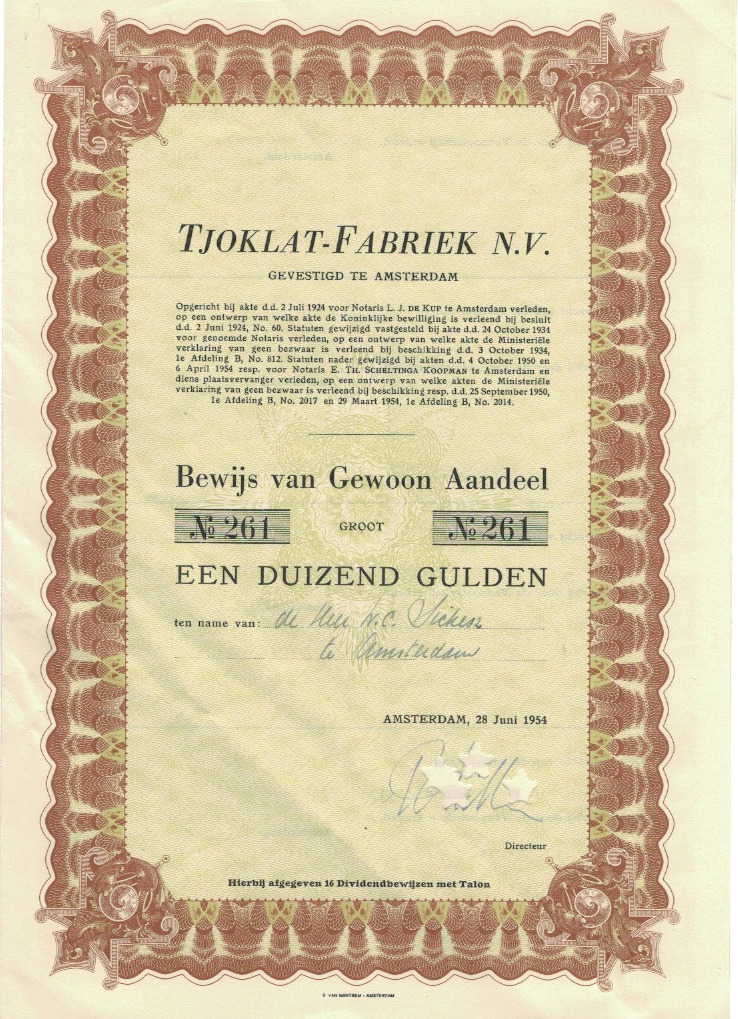 TJOKLAT-FABRIEK N.V.
GEVESTIGD TE AMSTERDAM
Opgericht bij akte d.d. 2 Juli 1924 voor Notaris L. J. DE KUP te Amsterdam verleden,
op een ontwerp van welke akte de Koninklijke bewilliging is verleend bij besluit
d.d. 2 Juni 1924, No. 60. Statuten gewijzigd vastgesteld bij akte d.d. 24 October 1934
voor genoemde Notaris verleden, op een ontwerp van welke akte de Ministeriële
verklaring van geen bezwaar is verleend bij beschikking d.d. 3 October 1934,
1e Afdeling B, No. 812. Statuten nader gewijzigd bij akten d.d. 4 October 1950 en
6 April 1954 resp. voor Notaris E. TH. SCHELTINGA KOOPMAN te Amsterdam en
diens plaatsvervanger verleden, op een ontwerp van welke akten de Ministeriële
verklaring van geen bezwaar is verleend bij beschikking resp. d.d. 25 September 1950,
1e Afdeling B, No. 2017 en 29 Maart 1954, 1e Afdeling B, No. 2014.
Bewijs van Gewoon Aandeel
No 261 GROOT No 261
EEN DUIZEND GULDEN
ten name van: de Heer
te Amsterdam
AMSTERDAM, 28 Juni 1954
Directeur
Hierbij afgegeven 16 Dividendbewijzen met Talon
AMSTERDAM